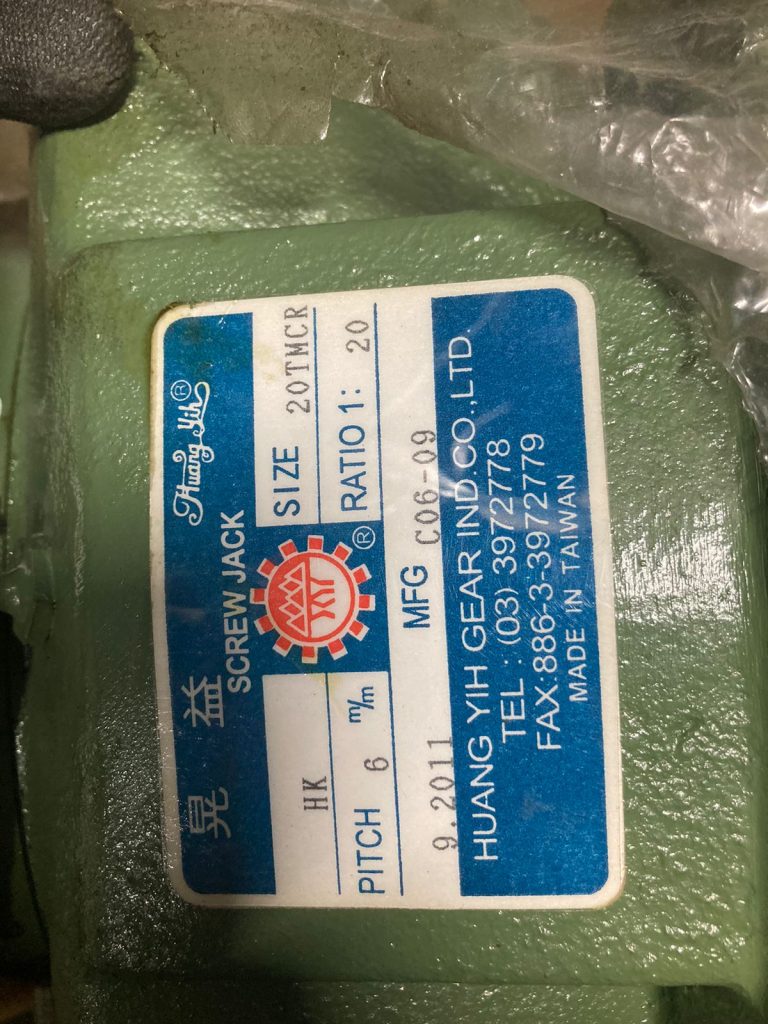 晃 益 Huang Yih®
SCREW JACK
HK SIZE 20TMCR
PITCH 6 m/m RATIO 1: 20
HY ®
9.2011 MFG C06-09
HUANG YIH GEAR IND.CO.,LTD.
TEL : (03) 3972778
FAX:886-3-3972779
MADE IN TAIWAN